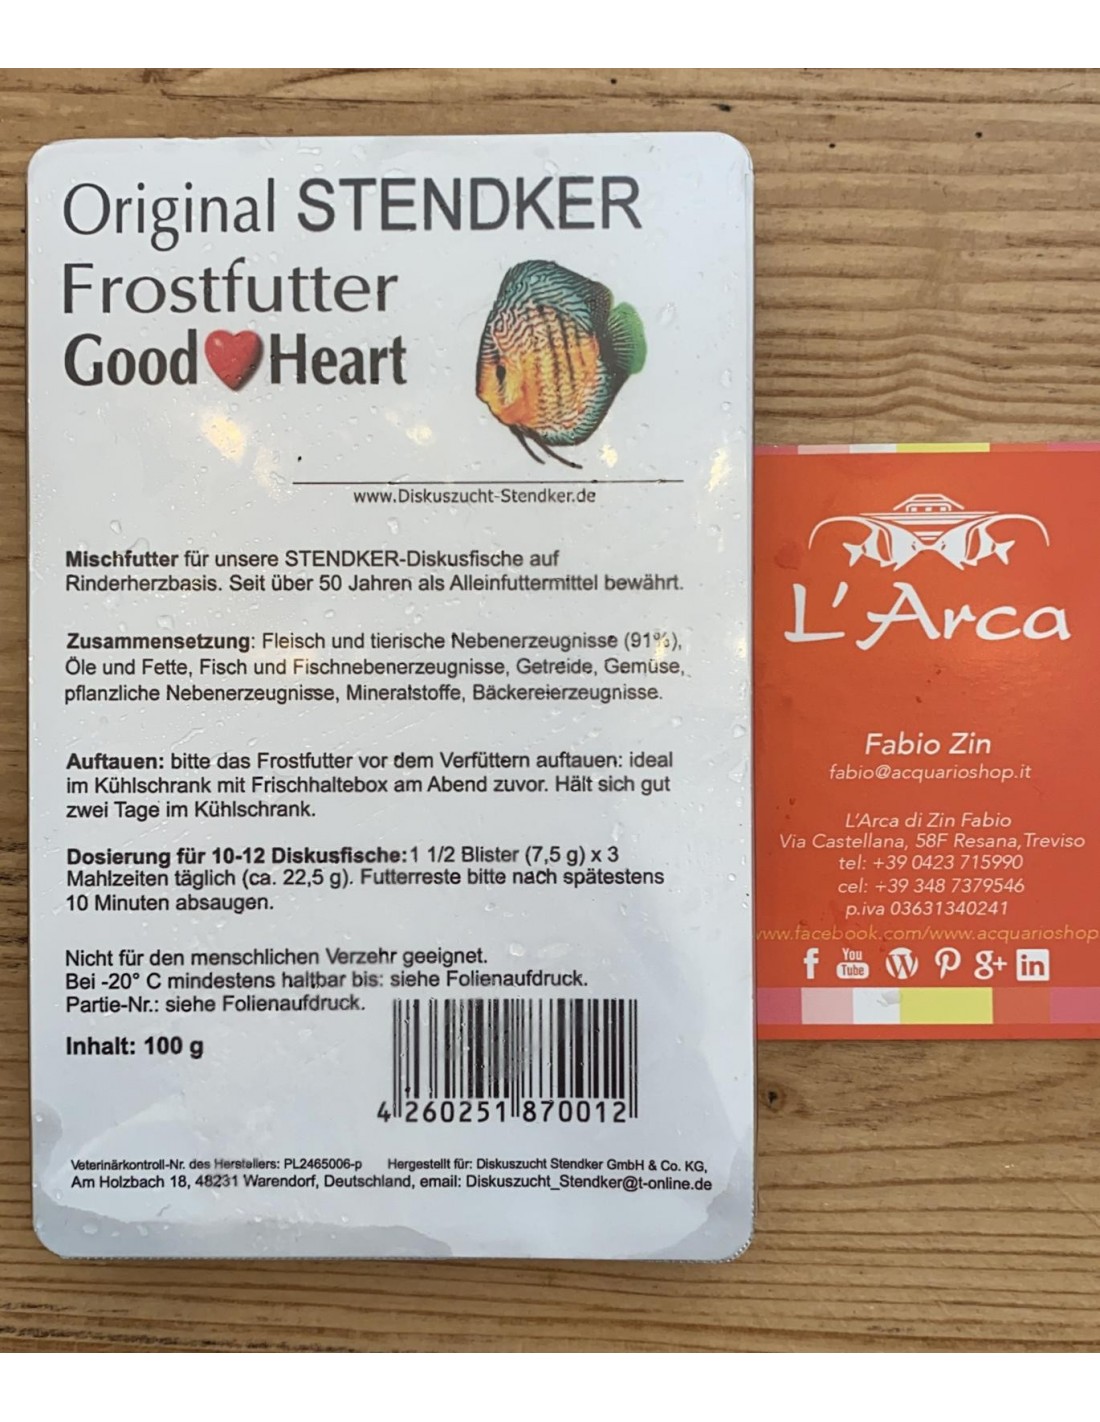 Original STENDKER
Frostfutter
Good Heart
www.Diskuszucht-Stendker.de
Mischfutter für unsere STENDKER-Diskusfische auf
Rinderherzbasis. Seit über 50 Jahren als Alleinfuttermittel bewährt.
Zusammensetzung: Fleisch und tierische Nebenerzeugnisse (91%),
Öle und Fette, Fisch und Fischnebenerzeugnisse, Getreide, Gemüse,
pflanzliche Nebenerzeugnisse, Mineralstoffe, Bäckereierzeugnisse.
Auftauen: bitte das Frostfutter vor dem Verfüttern auftauen: ideal
im Kühlschrank mit Frischhaltebox am Abend zuvor. Hält sich gut
zwei Tage im Kühlschrank.
Dosierung für 10-12 Diskusfische: 1 1/2 Blister (7,5 g) x 3
Mahlzeiten täglich (ca. 22,5 g). Futterreste bitte nach spätestens
10 Minuten absaugen.
Nicht für den menschlichen Verzehr geeignet.
Bei -20° C mindestens haltbar bis: siehe Folienaufdruck.
Partie-Nr.: siehe Folienaufdruck.
Inhalt: 100 g
4 260251 870012
Veterinärkontroll-Nr. des Herstellers: PL2465006-p Hergestellt für: Diskuszucht Stendker GmbH & Co. KG,
Am Holzbach 18, 48231 Warendorf, Deutschland, email: Diskuszucht_Stendker@t-online.de
L'Arca
Fabio Zin
fabio@acquarioshop.it
L'Arca di Zin Fabio
Via Castellana, 58F Resana, Treviso
tel: +39 0423 715990
cel: +39 348 7379546
p.iva 03631340241
www.facebook.com/www.acquarioshop
f You Tube W P g+ in